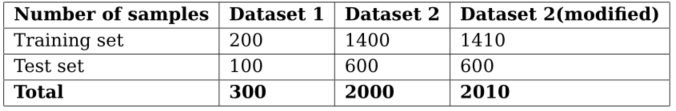 Number of samples Dataset 1 Dataset 2 Dataset 2(modified)
Training set 200 1400 1410
Test set 100 600 600
Total 300 2000 2010